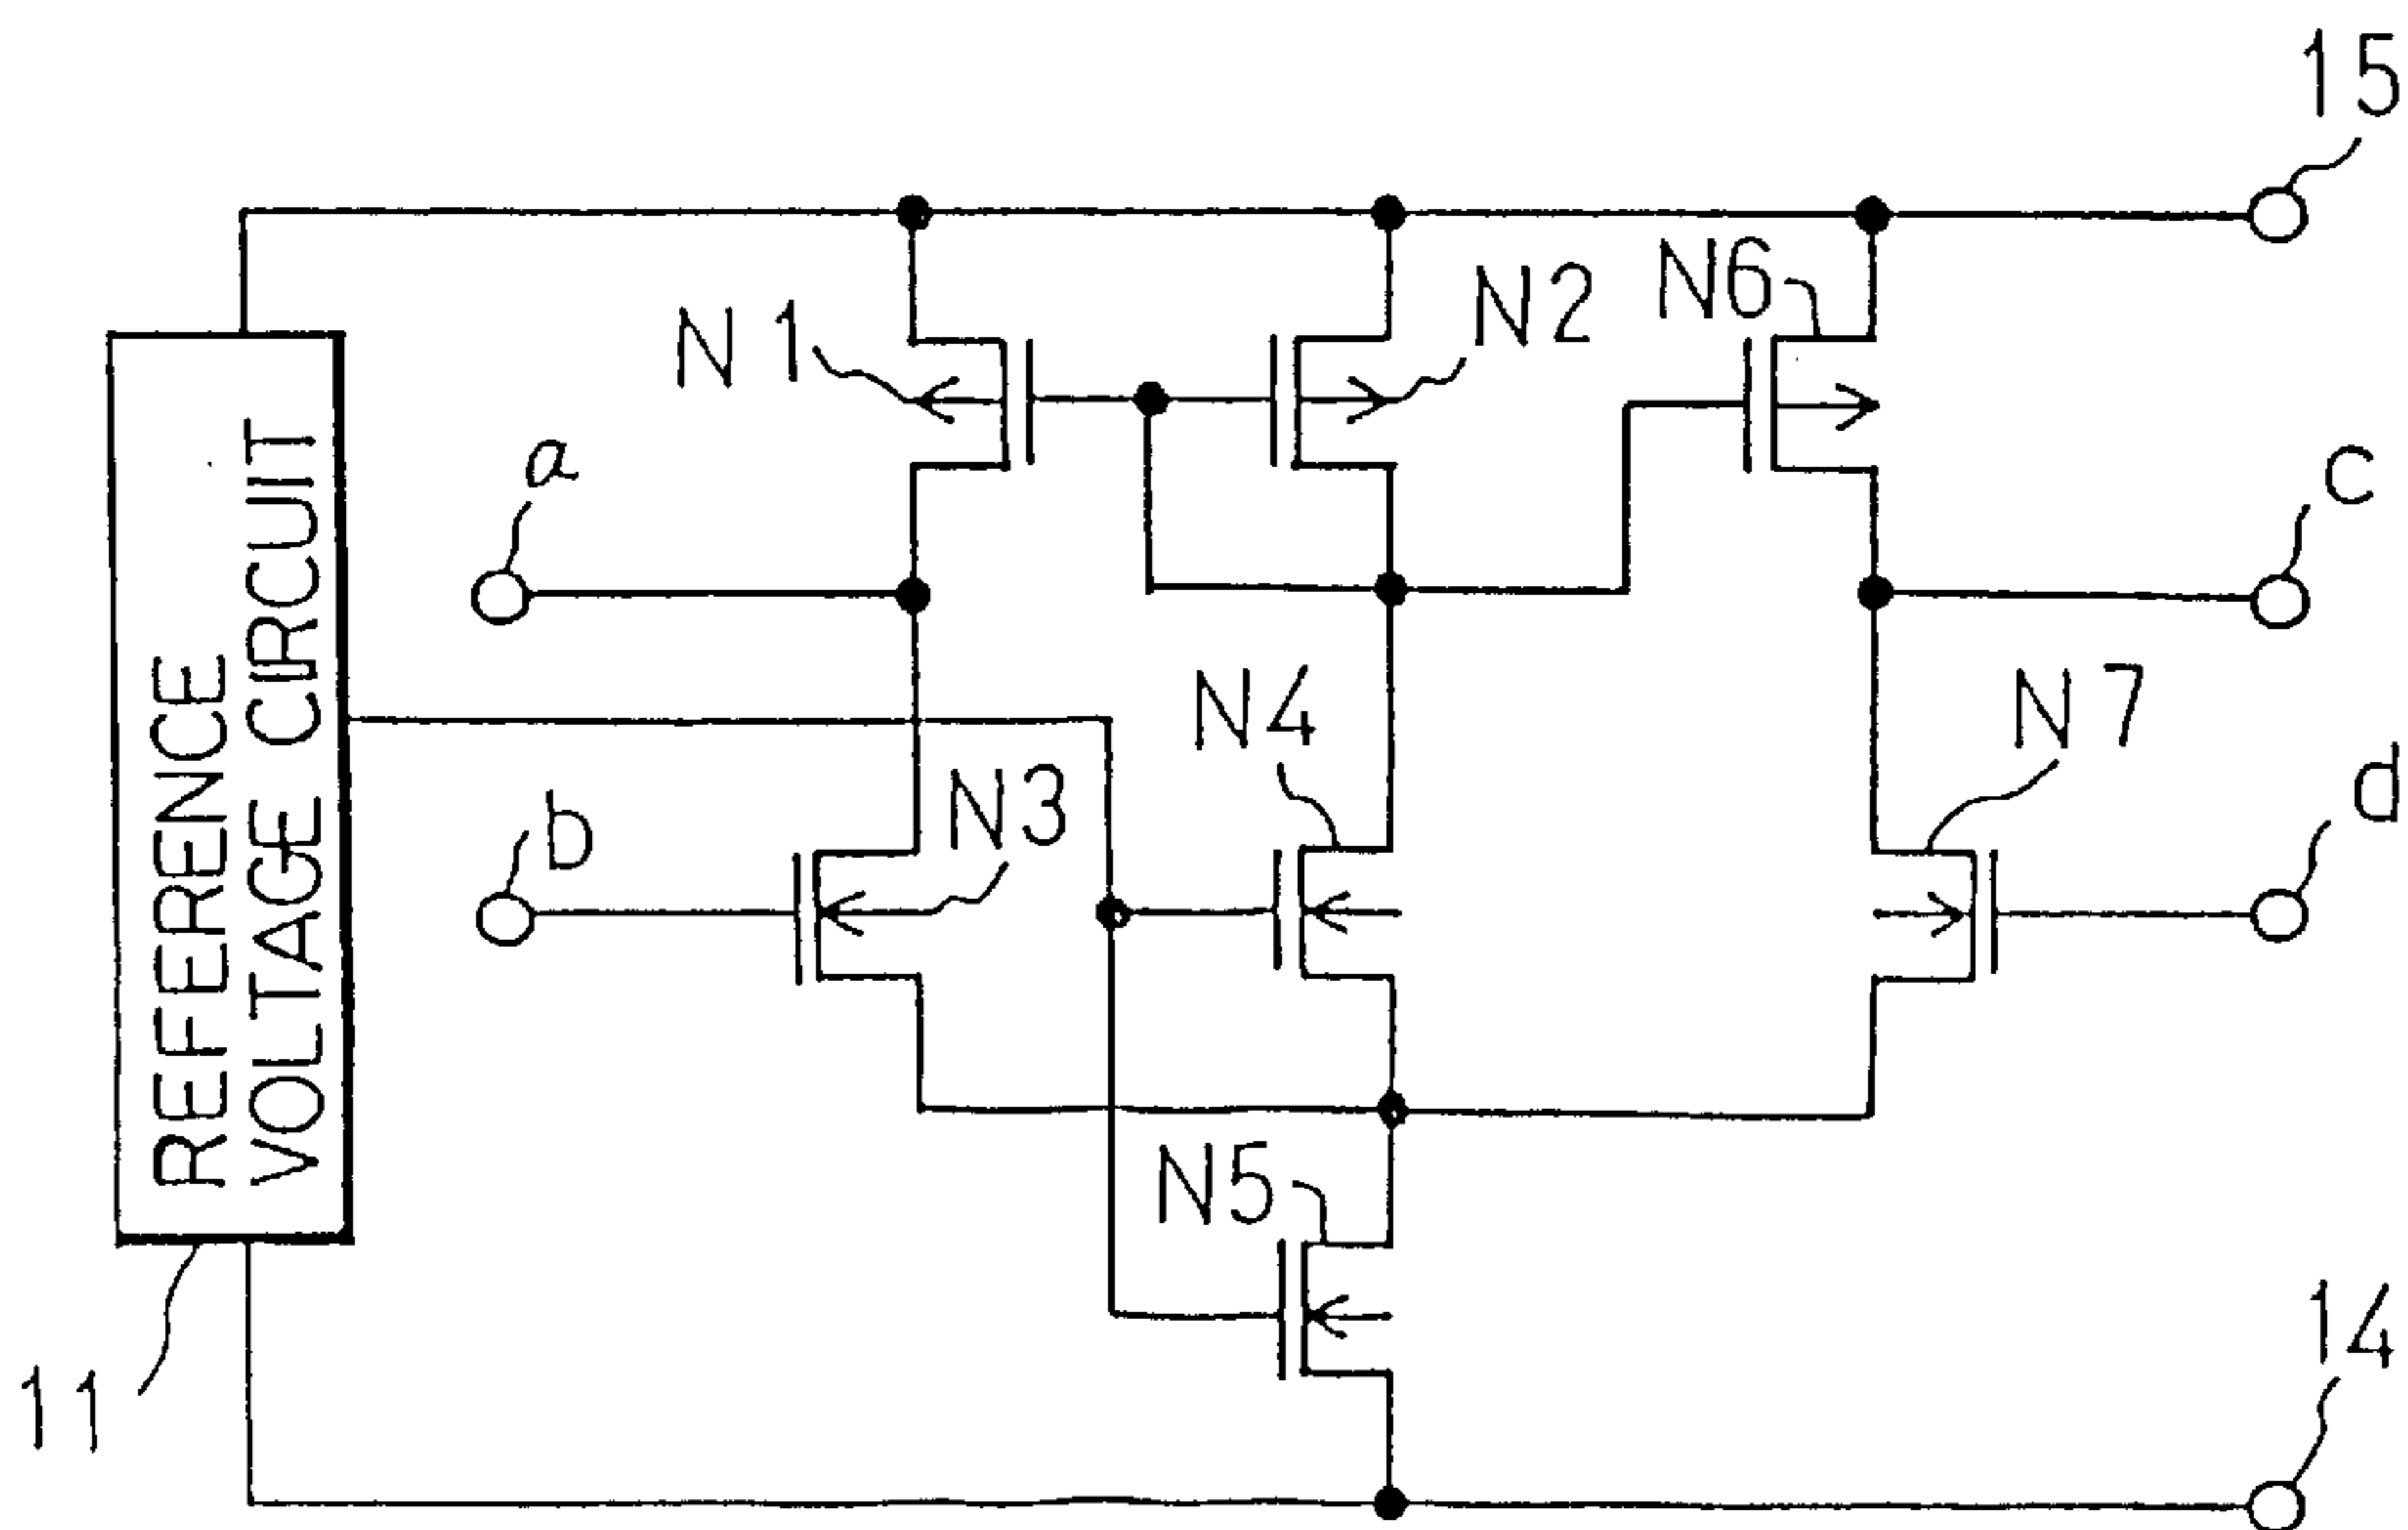 15
N1
N2
N6
a
c
REFERENCE
VOLTAGE CIRCUIT
N4
N7
b
N3
d
N5
11
14